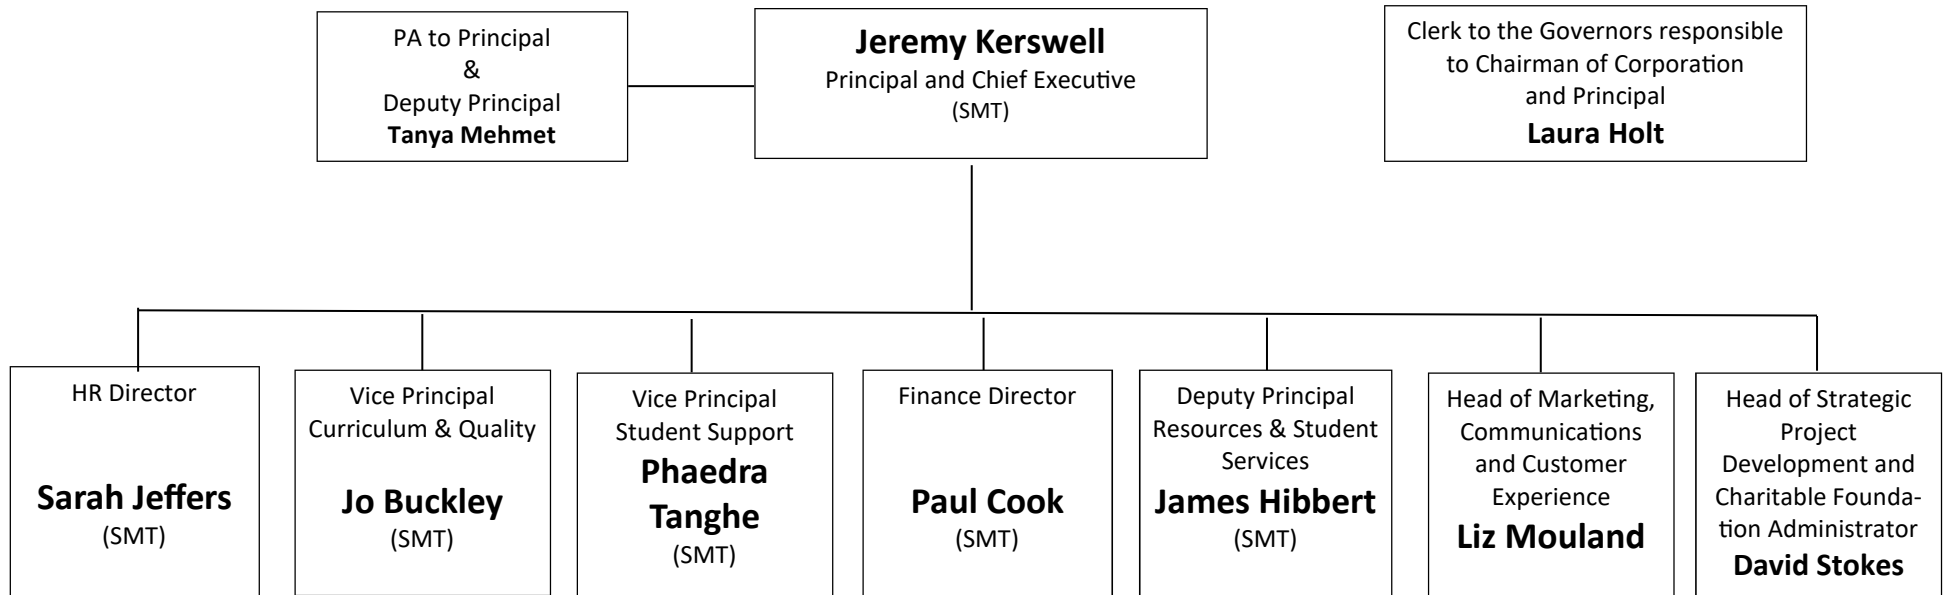 PA to Principal
&
Deputy Principal
Tanya Mehmet
Jeremy Kerswell
Principal and Chief Executive
(SMT)
Clerk to the Governors responsible
to Chairman of Corporation
and Principal
Laura Holt
HR Director
Sarah Jeffers
(SMT)
Vice Principal
Curriculum & Quality
Jo Buckley
(SMT)
Vice Principal
Student Support
Phaedra
Tanghe
(SMT)
Finance Director
Paul Cook
(SMT)
Deputy Principal
Resources & Student
Services
James Hibbert
(SMT)
Head of Marketing,
Communications
and Customer
Experience
Liz Mouland
Head of Strategic
Project
Development and
Charitable Founda-
tion Administrator
David Stokes